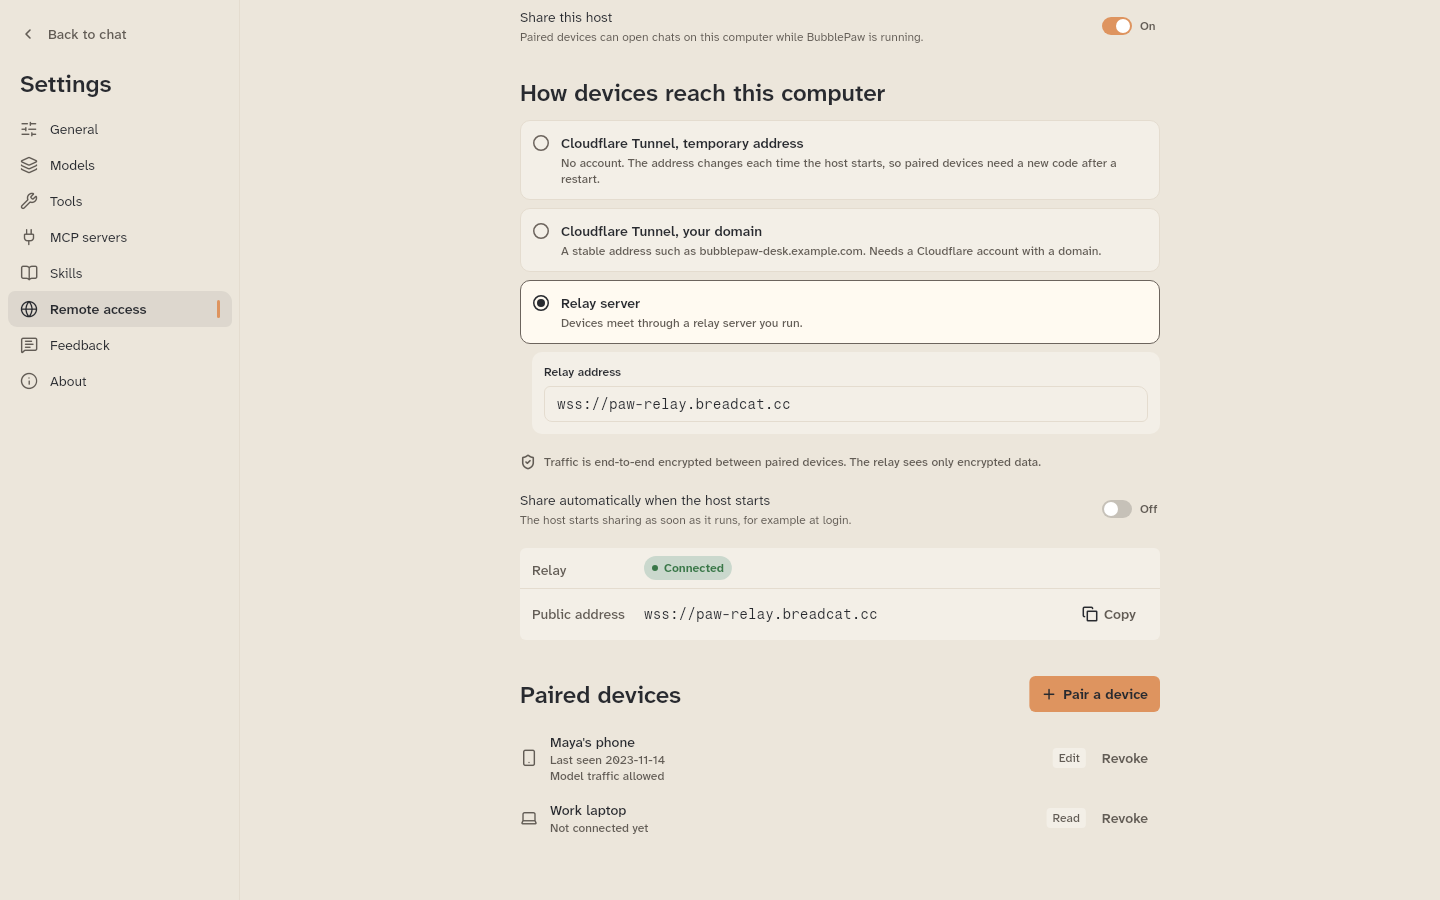 Back to chat
Settings
General
Models
Tools
MCP servers
Skills
Remote access
Feedback
About
Share this host
Paired devices can open chats on this computer while BubblePaw is running.
On
How devices reach this computer
Cloudflare Tunnel, temporary address
No account. The address changes each time the host starts, so paired devices need a new code after a
restart.
Cloudflare Tunnel, your domain
A stable address such as bubblepaw-desk.example.com. Needs a Cloudflare account with a domain.
Relay server
Devices meet through a relay server you run.
Relay address
wss://paw-relay.breadcat.cc
Traffic is end-to-end encrypted between paired devices. The relay sees only encrypted data.
Share automatically when the host starts
The host starts sharing as soon as it runs, for example at login.
Off
Relay
Connected
Public address
wss://paw-relay.breadcat.cc
Copy
Paired devices
Pair a device
Maya's phone
Last seen 2023-11-14
Model traffic allowed
Edit
Revoke
Work laptop
Not connected yet
Read
Revoke